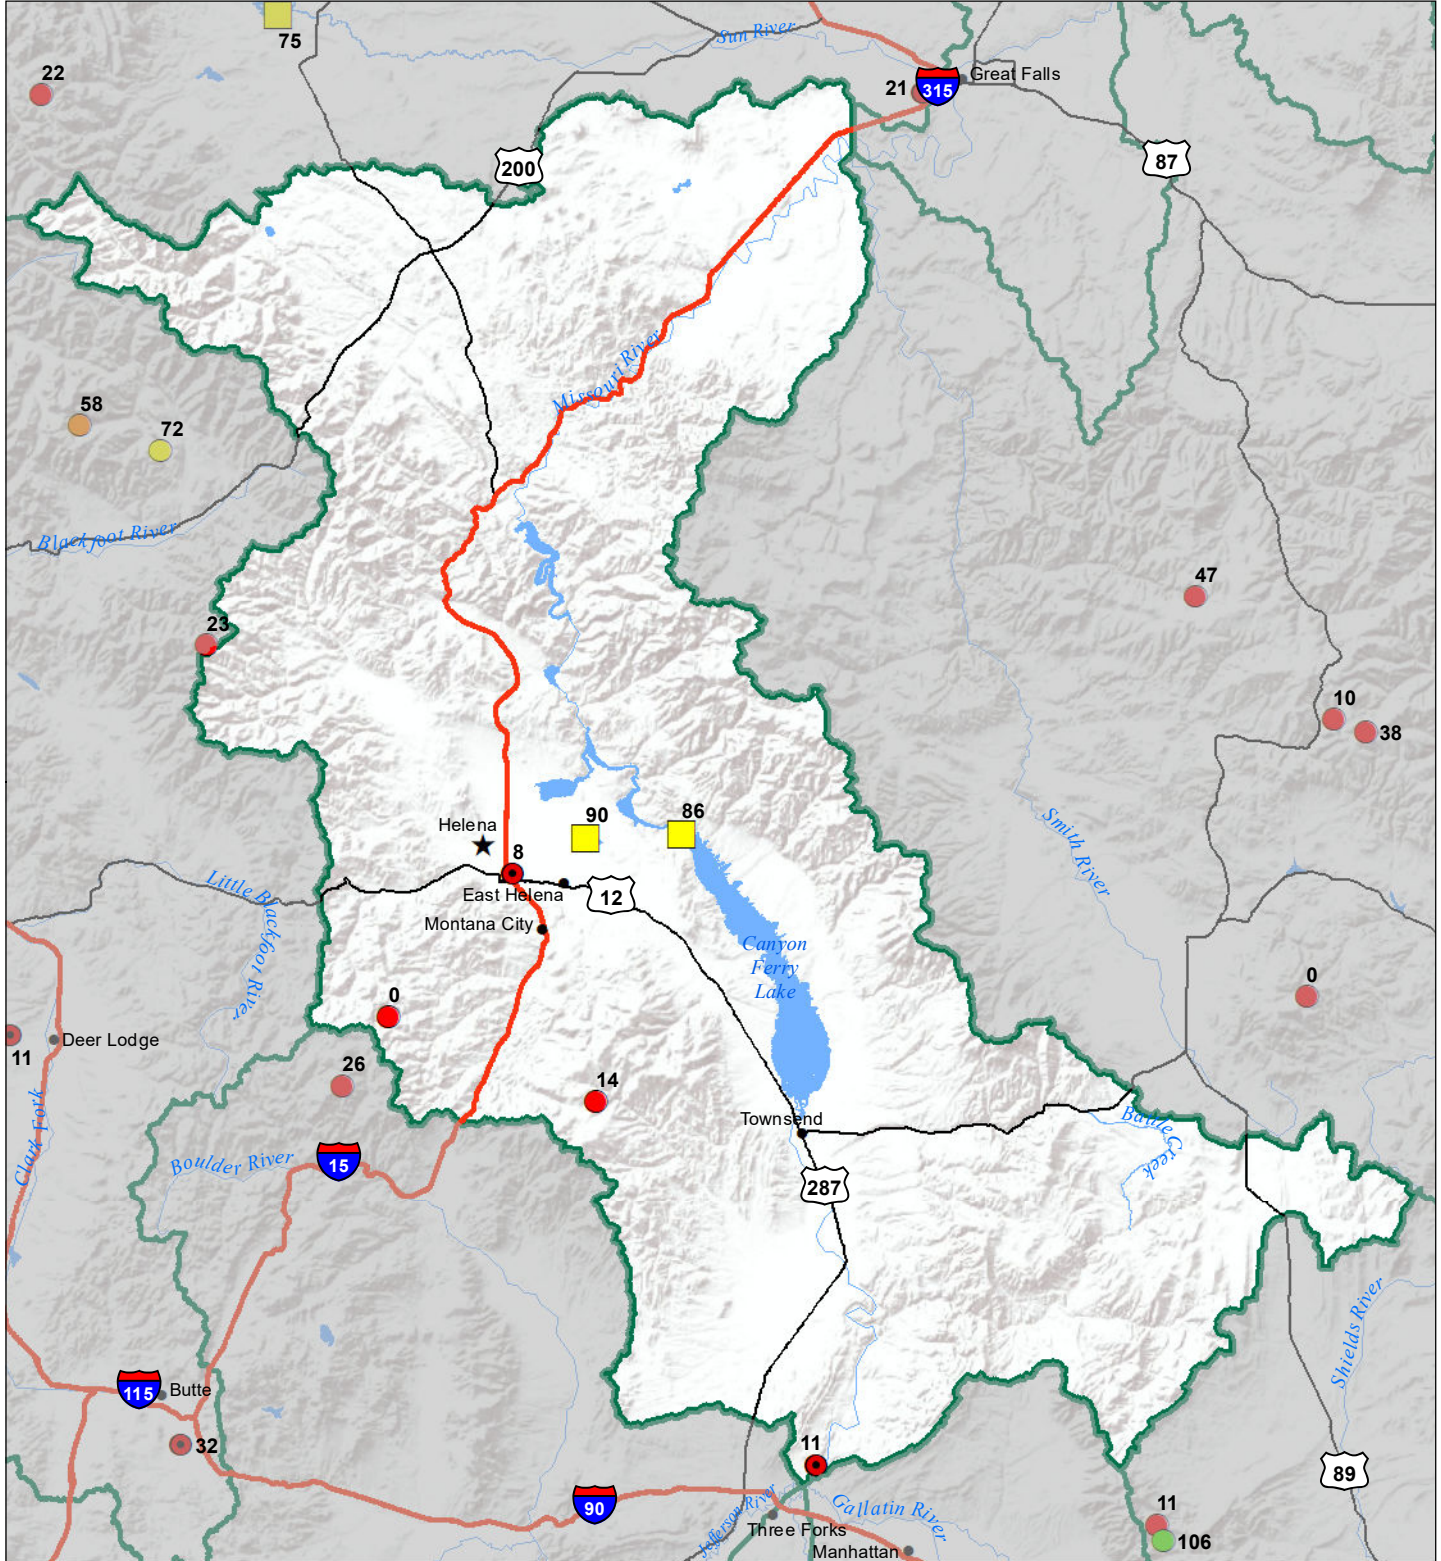 75
Sun River
22
21
315
Great Falls
200
87
Missouri River
58
72
Blackfoot River
47
23
10
38
90
86
Helena
8
Smith River
East Helena
12
Little Blackfoot River
Montana City
Canyon
Ferry
Lake
0
0
11
Deer Lodge
26
14
Townsend
Battle Creek
Clark Fork
Boulder River
15
287
Shields River
115
Butte
32
11
89
90
Jefferson River
Gallatin River
11
Three Forks
106
Manhattan